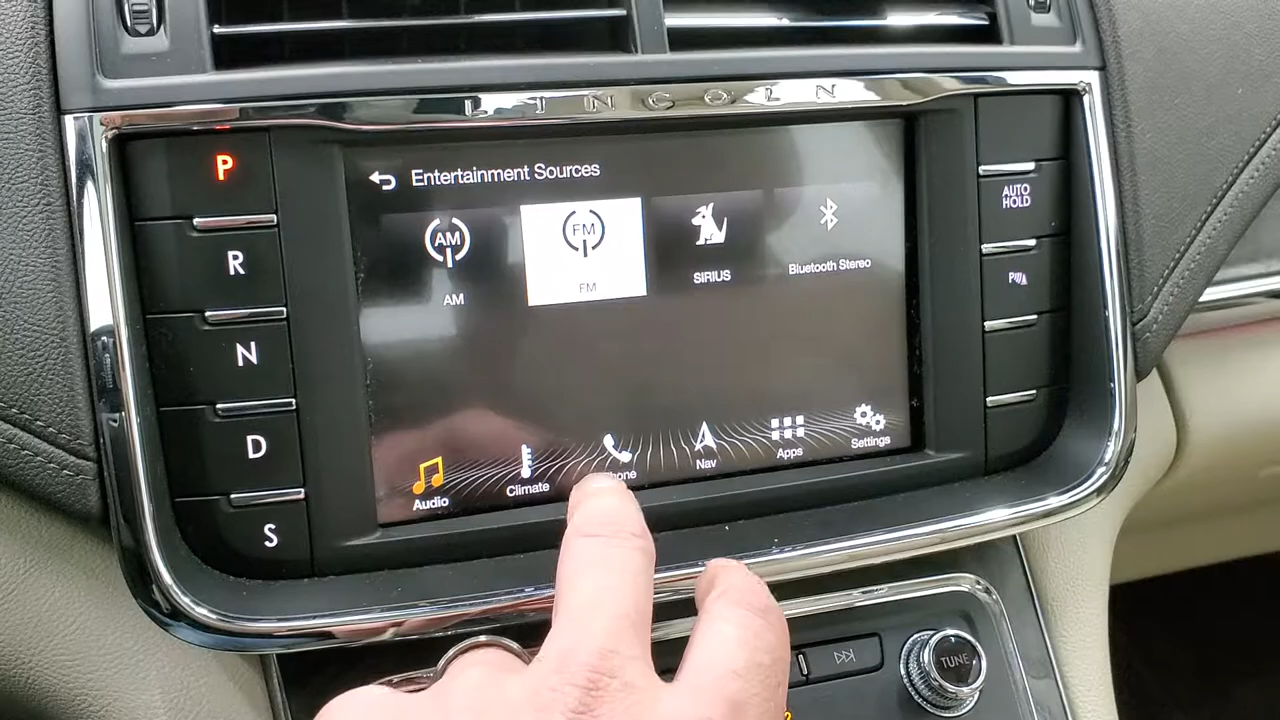 LINCOLN
P
R
N
D
S
Entertainment Sources
AM
AM
FM
FM
SIRIUS
Bluetooth Stereo
Audio
Climate
Phone
Nav
Apps
Settings
AUTO
HOLD
P
TUNE